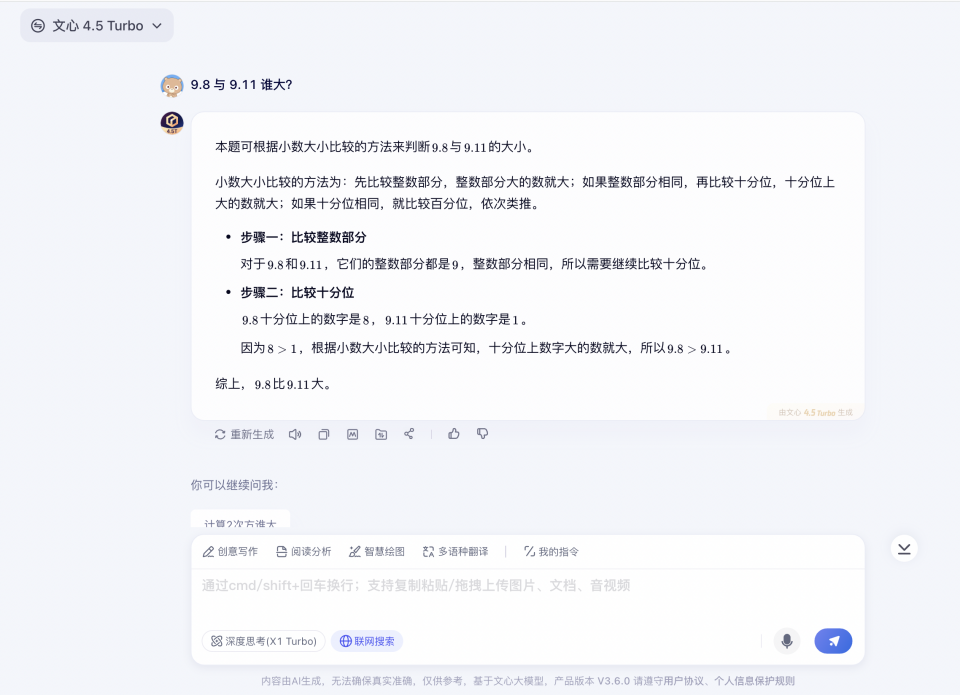 文心 4.5 Turbo
9.8 与 9.11 谁大?
4.5T
本题可根据小数大小比较的方法来判断9.8与9.11的大小。
小数大小比较的方法为：先比较整数部分，整数部分大的数就大；如果整数部分相同，再比较十分位，十分位上
大的数就大；如果十分位相同，就比较百分位，依次类推。
• 步骤一：比较整数部分
对于9.8和9.11，它们的整数部分都是9，整数部分相同，所以需要继续比较十分位。
• 步骤二：比较十分位
9.8十分位上的数字是8，9.11十分位上的数字是1。
因为8 > 1，根据小数大小比较的方法可知，十分位上数字大的数就大，所以9.8 > 9.11。
综上，9.8比9.11大。
由文心 4.5 Turbo 生成
重新生成
你可以继续问我：
计算2次方谁大
创意写作 阅读分析 智慧绘图 多语种翻译 我的指令
通过cmd/shift+回车换行；支持复制粘贴/拖拽上传图片、文档、音视频
深度思考(X1 Turbo) 联网搜索
内容由AI生成，无法确保真实准确，仅供参考，基于文心大模型，产品版本 V3.6.0 请遵守用户协议、个人信息保护规则